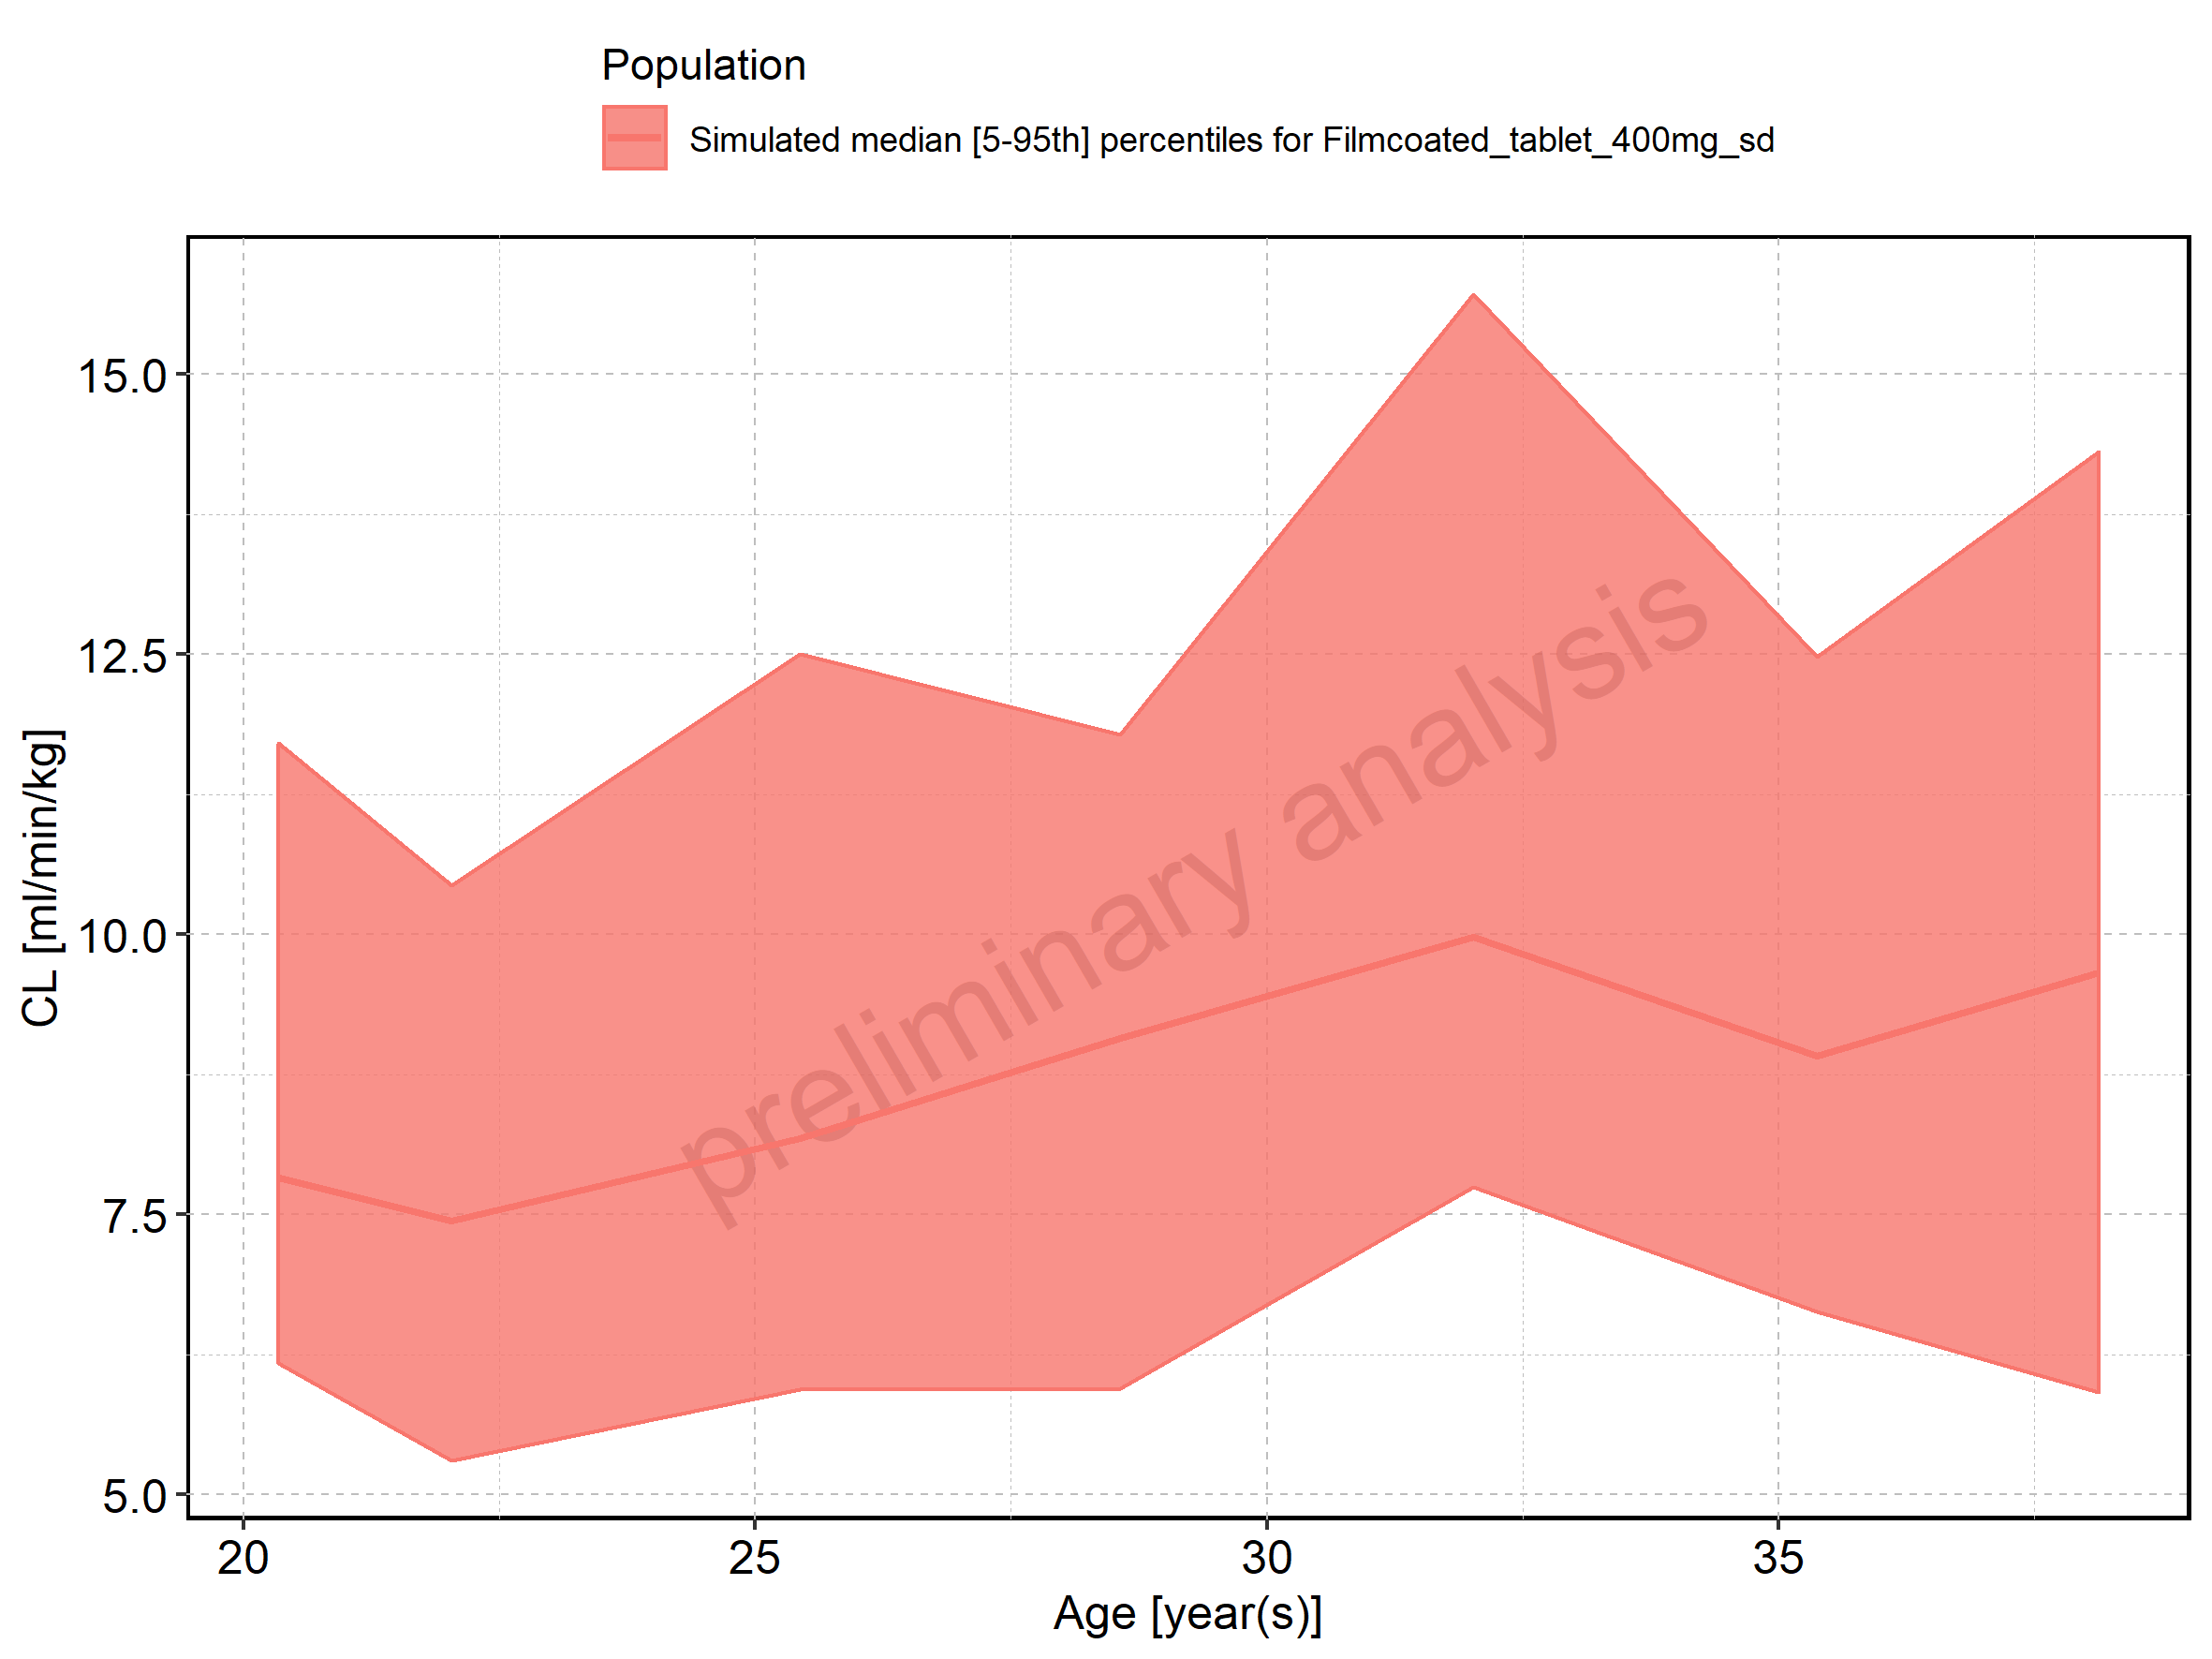 Population
Simulated median [5-95th] percentiles for Filmcoated_tablet_400mg_sd
15.0
12.5
10.0
7.5
5.0
CL [ml/min/kg]
preliminary analysis
20 25 30 35
Age [year(s)]